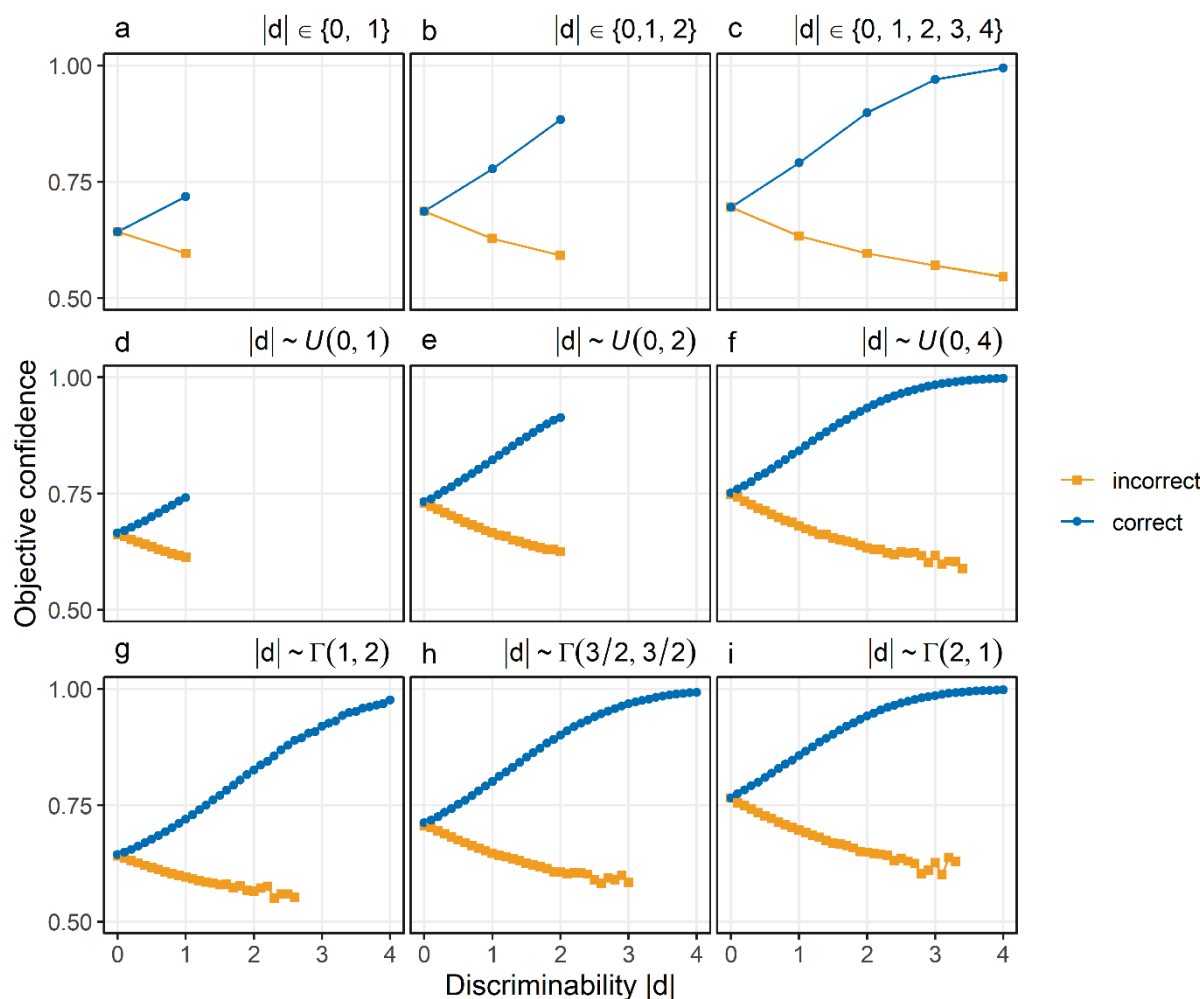 a |d| ∈ {0, 1}
b |d| ∈ {0,1, 2}
c |d| ∈ {0, 1, 2, 3, 4}
1.00
0.75
0.50
d |d| ~ U(0, 1)
e |d| ~ U(0, 2)
f |d| ~ U(0, 4)
1.00
0.75
0.50
g |d| ~ Γ(1, 2)
h |d| ~ Γ(3/2, 3/2)
i |d| ~ Γ(2, 1)
1.00
0.75
0.50
0 1 2 3 4
0 1 2 3 4
0 1 2 3 4
Objective confidence
Discriminability |d|
incorrect
correct